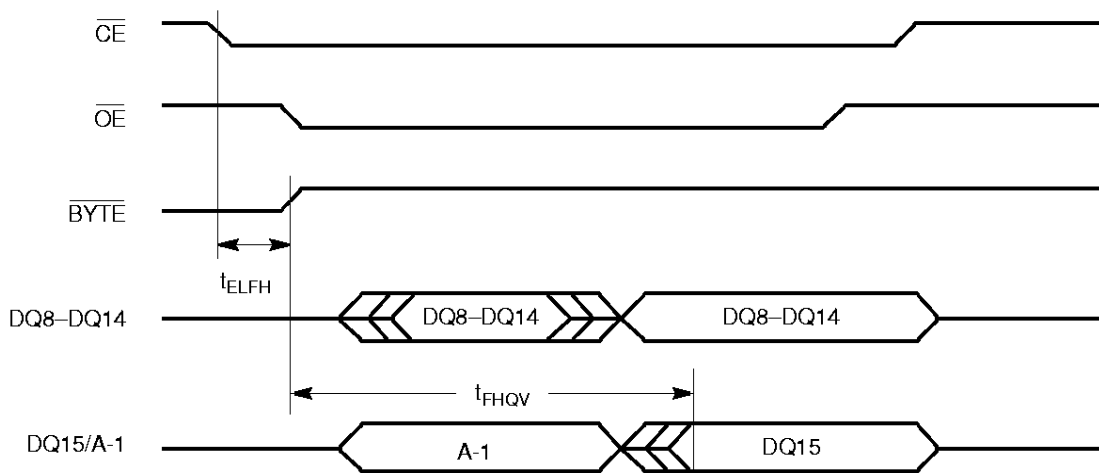 CE
OE
BYTE
tELFH
DQ8–DQ14 DQ8–DQ14 DQ8–DQ14
tFHQV
DQ15/A-1 A-1 DQ15